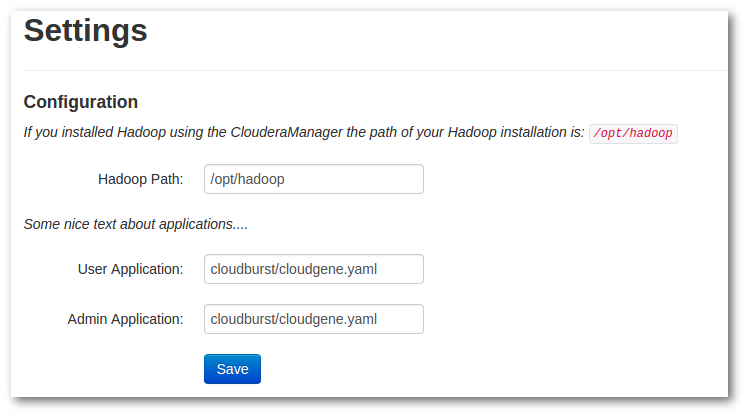 Settings
Configuration
If you installed Hadoop using the ClouderaManager the path of your Hadoop installation is: /opt/hadoop
Hadoop Path: /opt/hadoop
Some nice text about applications....
User Application: cloudburst/cloudgene.yaml
Admin Application: cloudburst/cloudgene.yaml
Save